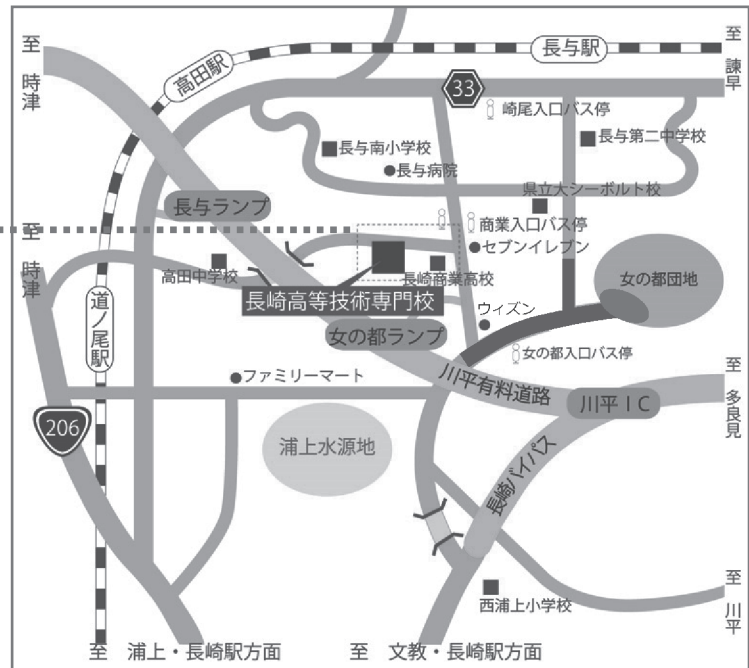 至 時津
高田駅
長与駅
至 諫早
33
崎尾入口バス停
長与南小学校
長与第二中学校
長与病院
県立大シーボルト校
長与ランプ
至 時津
商業入口バス停
セブンイレブン
高田中学校
長崎商業高校
女の都団地
長崎高等技術専門校
ウィズン
道ノ尾駅
女の都ランプ
女の都入口バス停
ファミリーマート
川平有料道路
至 多良見
川平IC
206
浦上水源地
長崎バイパス
至 川平
西浦上小学校
至 浦上・長崎駅方面
至 文教・長崎駅方面